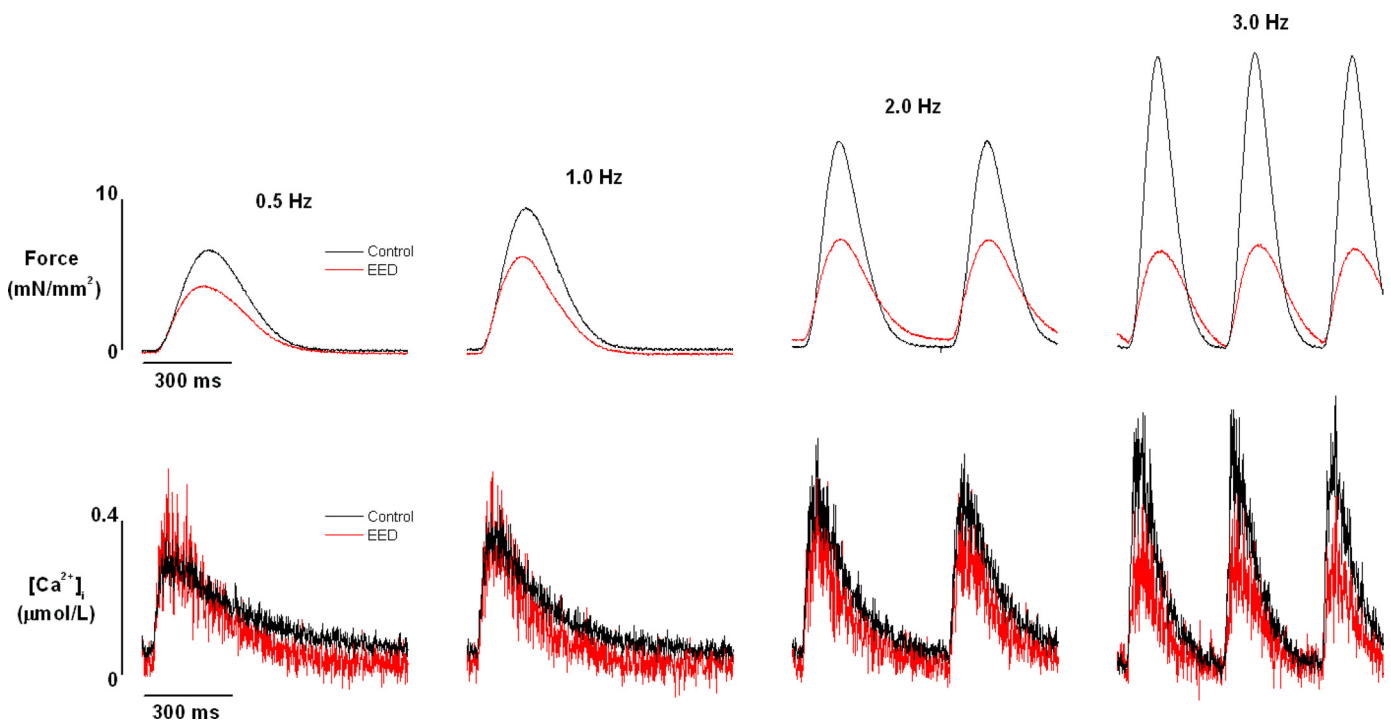 3.0 Hz
2.0 Hz
1.0 Hz
0.5 Hz
10
Force
(mN/mm²)
0
Control
EED
300 ms
0.4
[Ca²⁺]ᵢ
(μmol/L)
0
Control
EED
300 ms